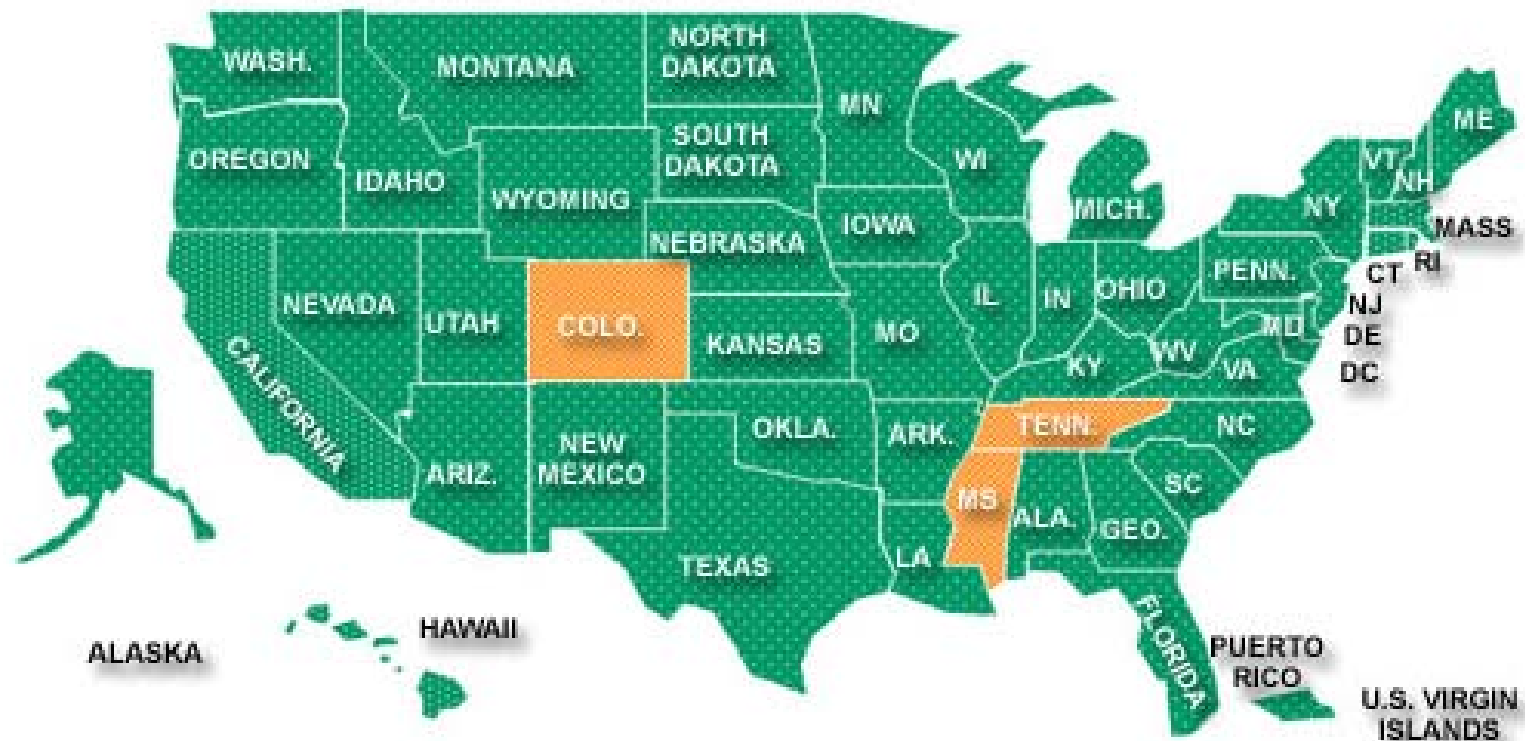 WASH.
MONTANA
NORTH
DAKOTA
MN
ME
OREGON
IDAHO
SOUTH
DAKOTA
WI
VT
NH
WYOMING
MICH.
NY
IOWA
MASS
NEBRASKA
PENN.
CT
RI
NEVADA
UTAH
COLO.
KANSAS
MO
IL
IN
OHIO
NJ
MD
DE
CALIFORNIA
KY
WV
VA
DC
OKLA.
ARK.
TENN.
NC
ARIZ.
NEW
MEXICO
MS
ALA.
GEO.
SC
TEXAS
LA
FLORIDA
ALASKA
HAWAII
PUERTO
RICO
U.S. VIRGIN
ISLANDS